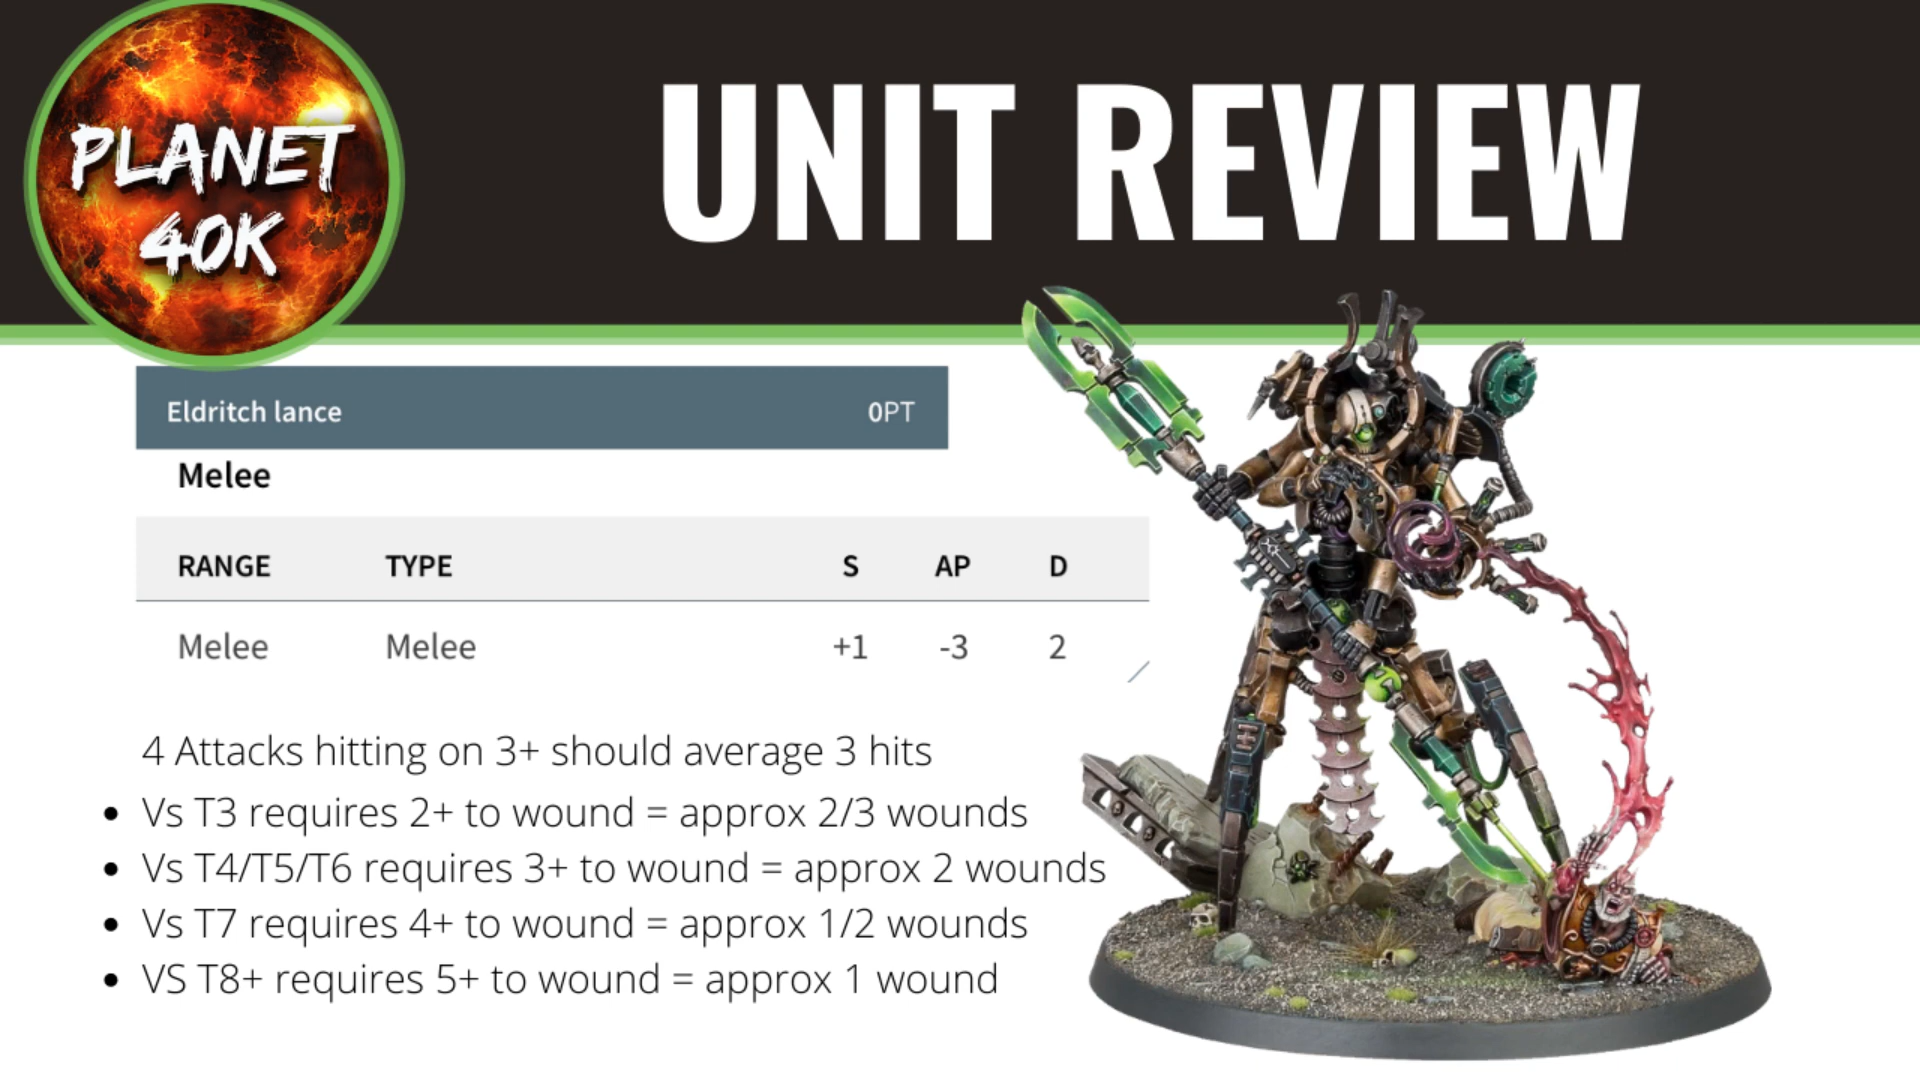 PLANET
40K
UNIT REVIEW
Eldritch lance 0PT
Melee
RANGE TYPE S AP D
Melee Melee +1 -3 2
4 Attacks hitting on 3+ should average 3 hits
• Vs T3 requires 2+ to wound = approx 2/3 wounds
• Vs T4/T5/T6 requires 3+ to wound = approx 2 wounds
• Vs T7 requires 4+ to wound = approx 1/2 wounds
• VS T8+ requires 5+ to wound = approx 1 wound